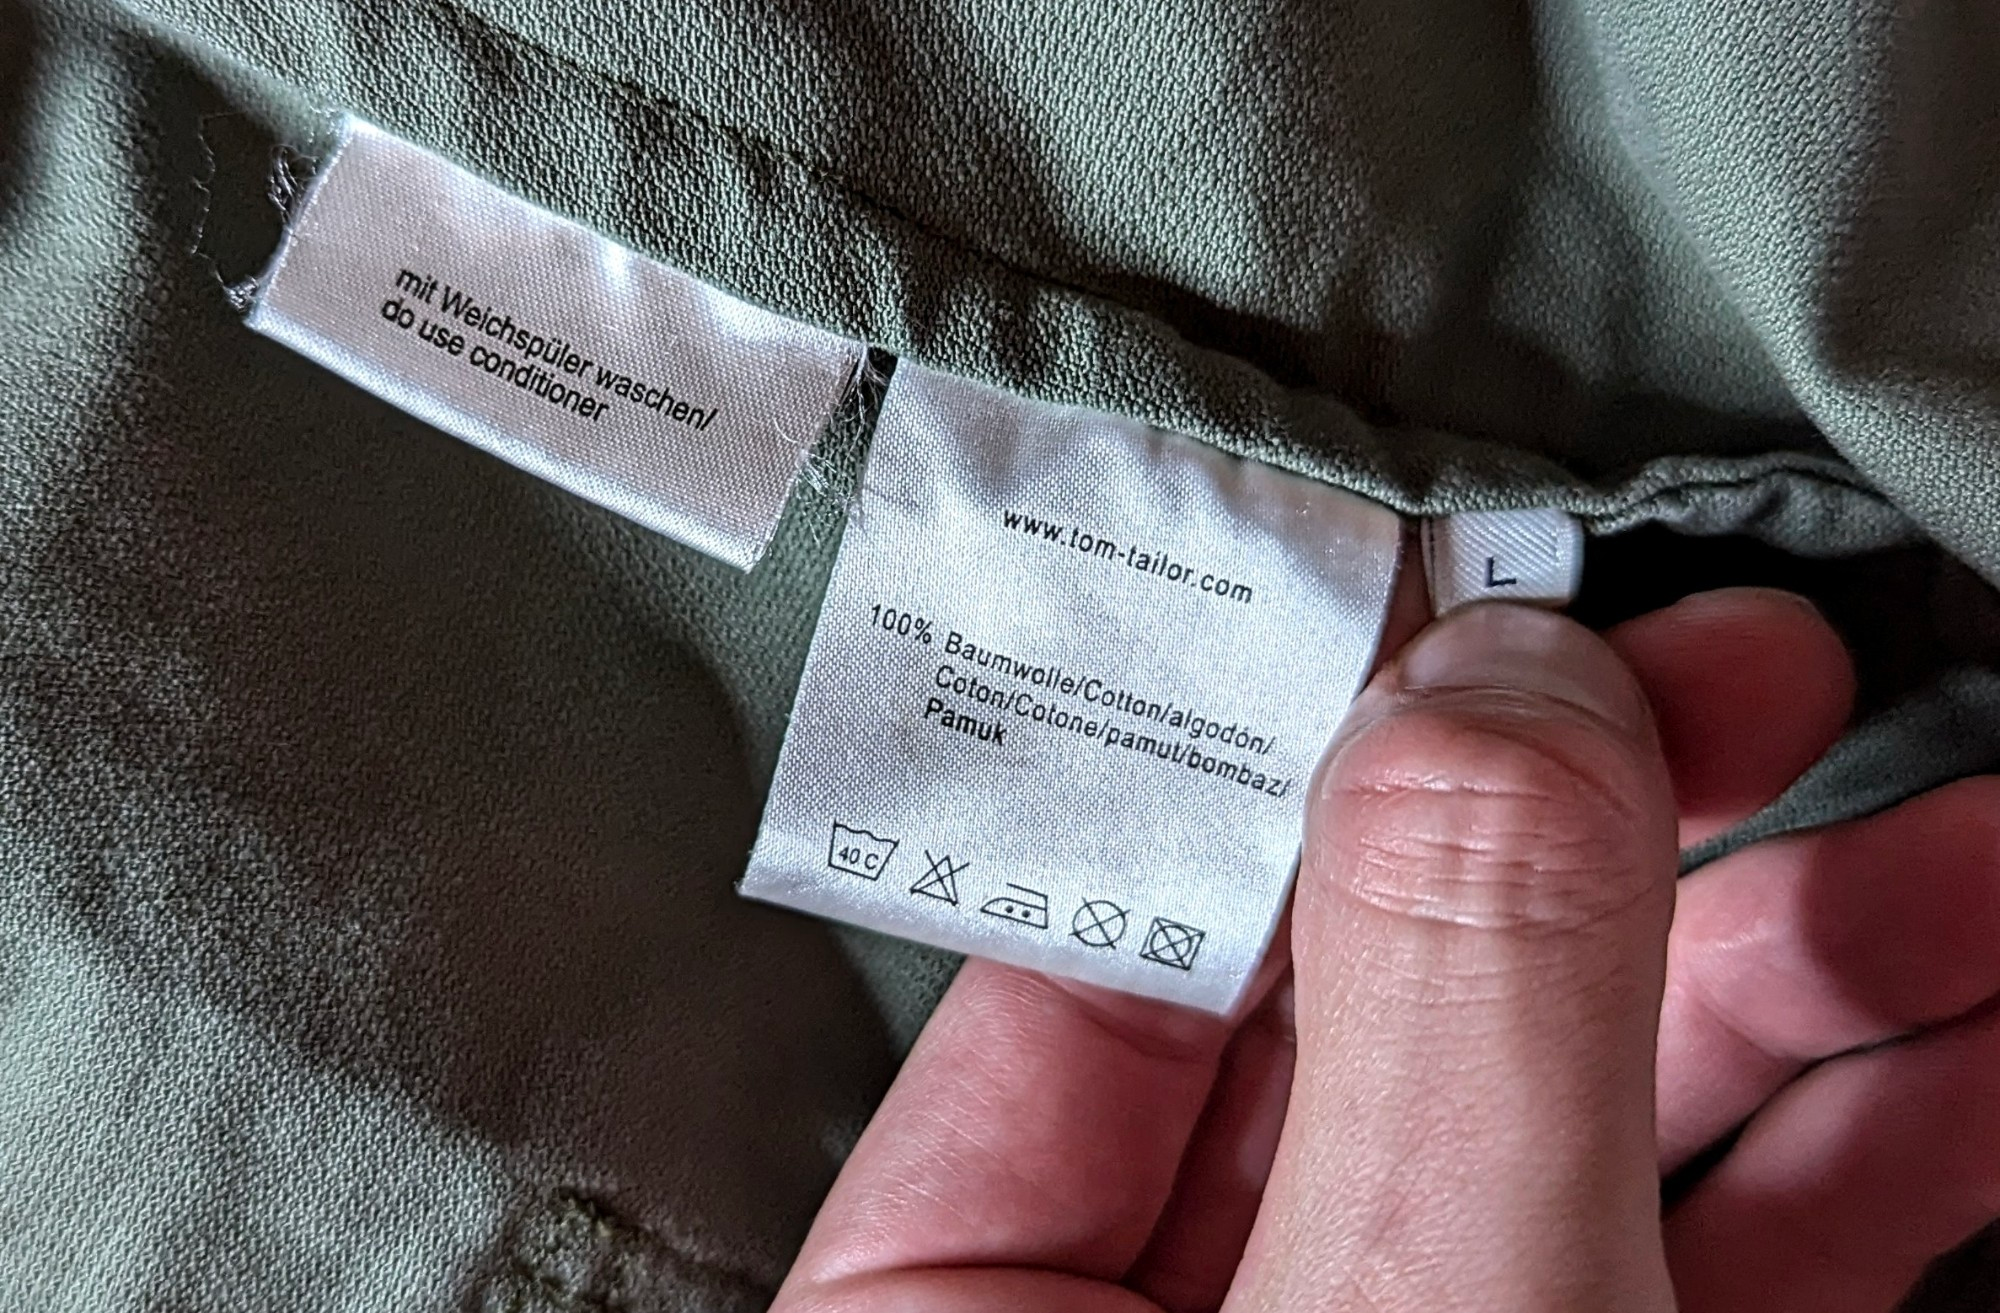 mit Weichspüler waschen/
do use conditioner
www.tom-tailor.com
100% Baumwolle/Cotton/algodón/
Coton/Cotone/pamut/bombaz/
Pamuk
40 C
L